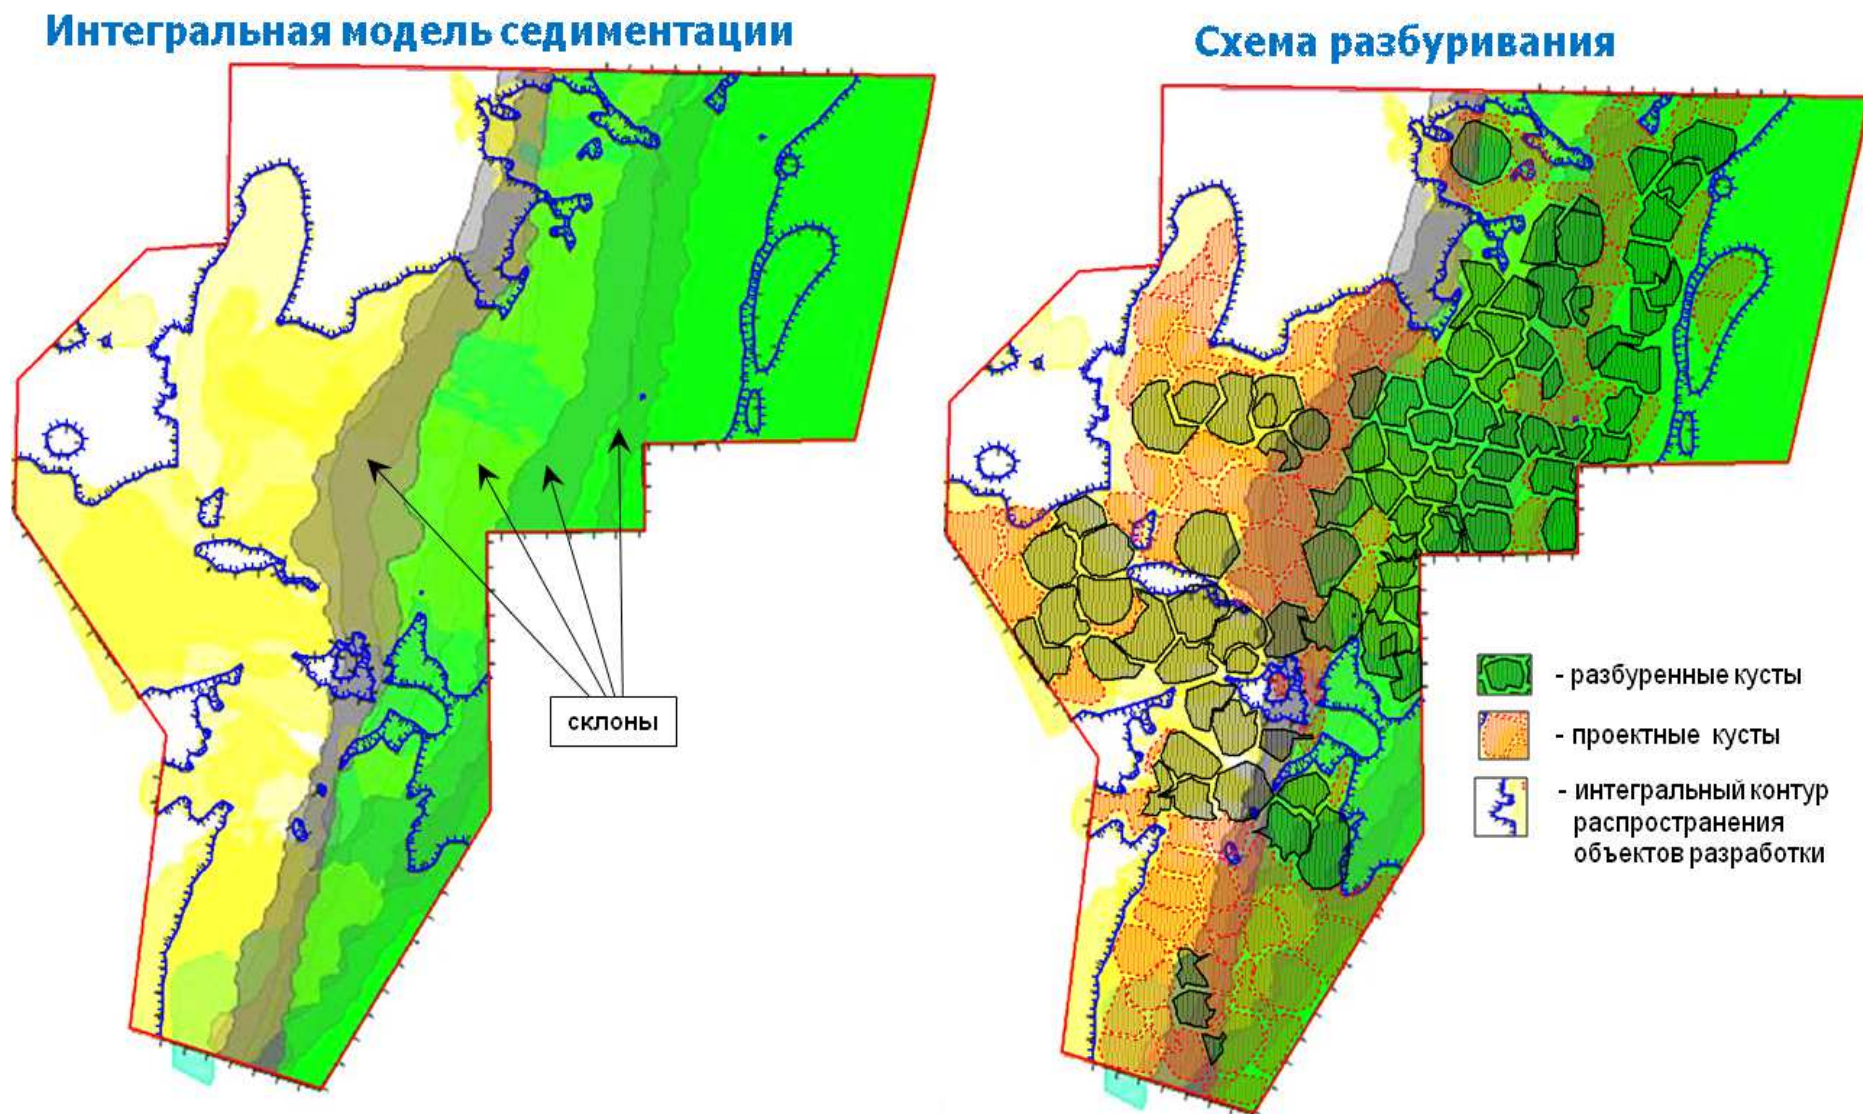 Интегральная модель седиментации
Схема разбуривания
склоны
- разбуренные кусты
- проектные кусты
- интегральный контур
распространения
объектов разработки